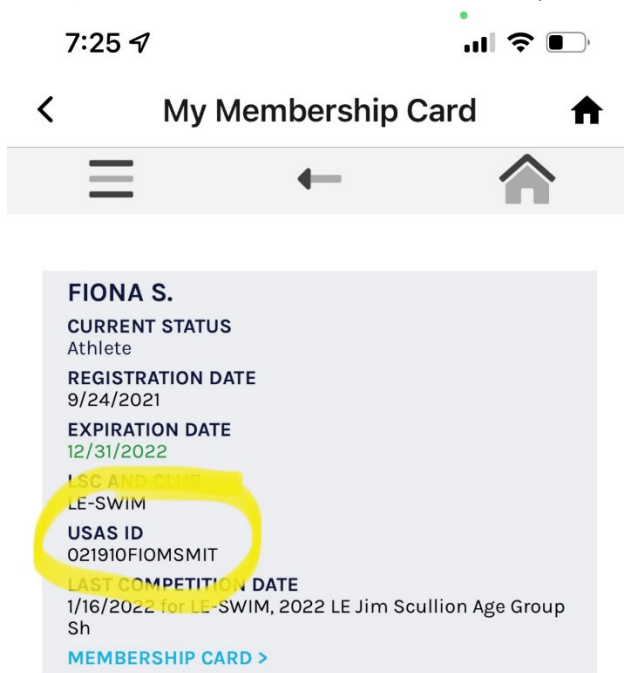 7:25
My Membership Card
FIONA S.
CURRENT STATUS
Athlete
REGISTRATION DATE
9/24/2021
EXPIRATION DATE
12/31/2022
LSC AND CLUB
LE-SWIM
USAS ID
021910FIOMSMIT
LAST COMPETITION DATE
1/16/2022 for LE-SWIM, 2022 LE Jim Scullion Age Group
Sh
MEMBERSHIP CARD >